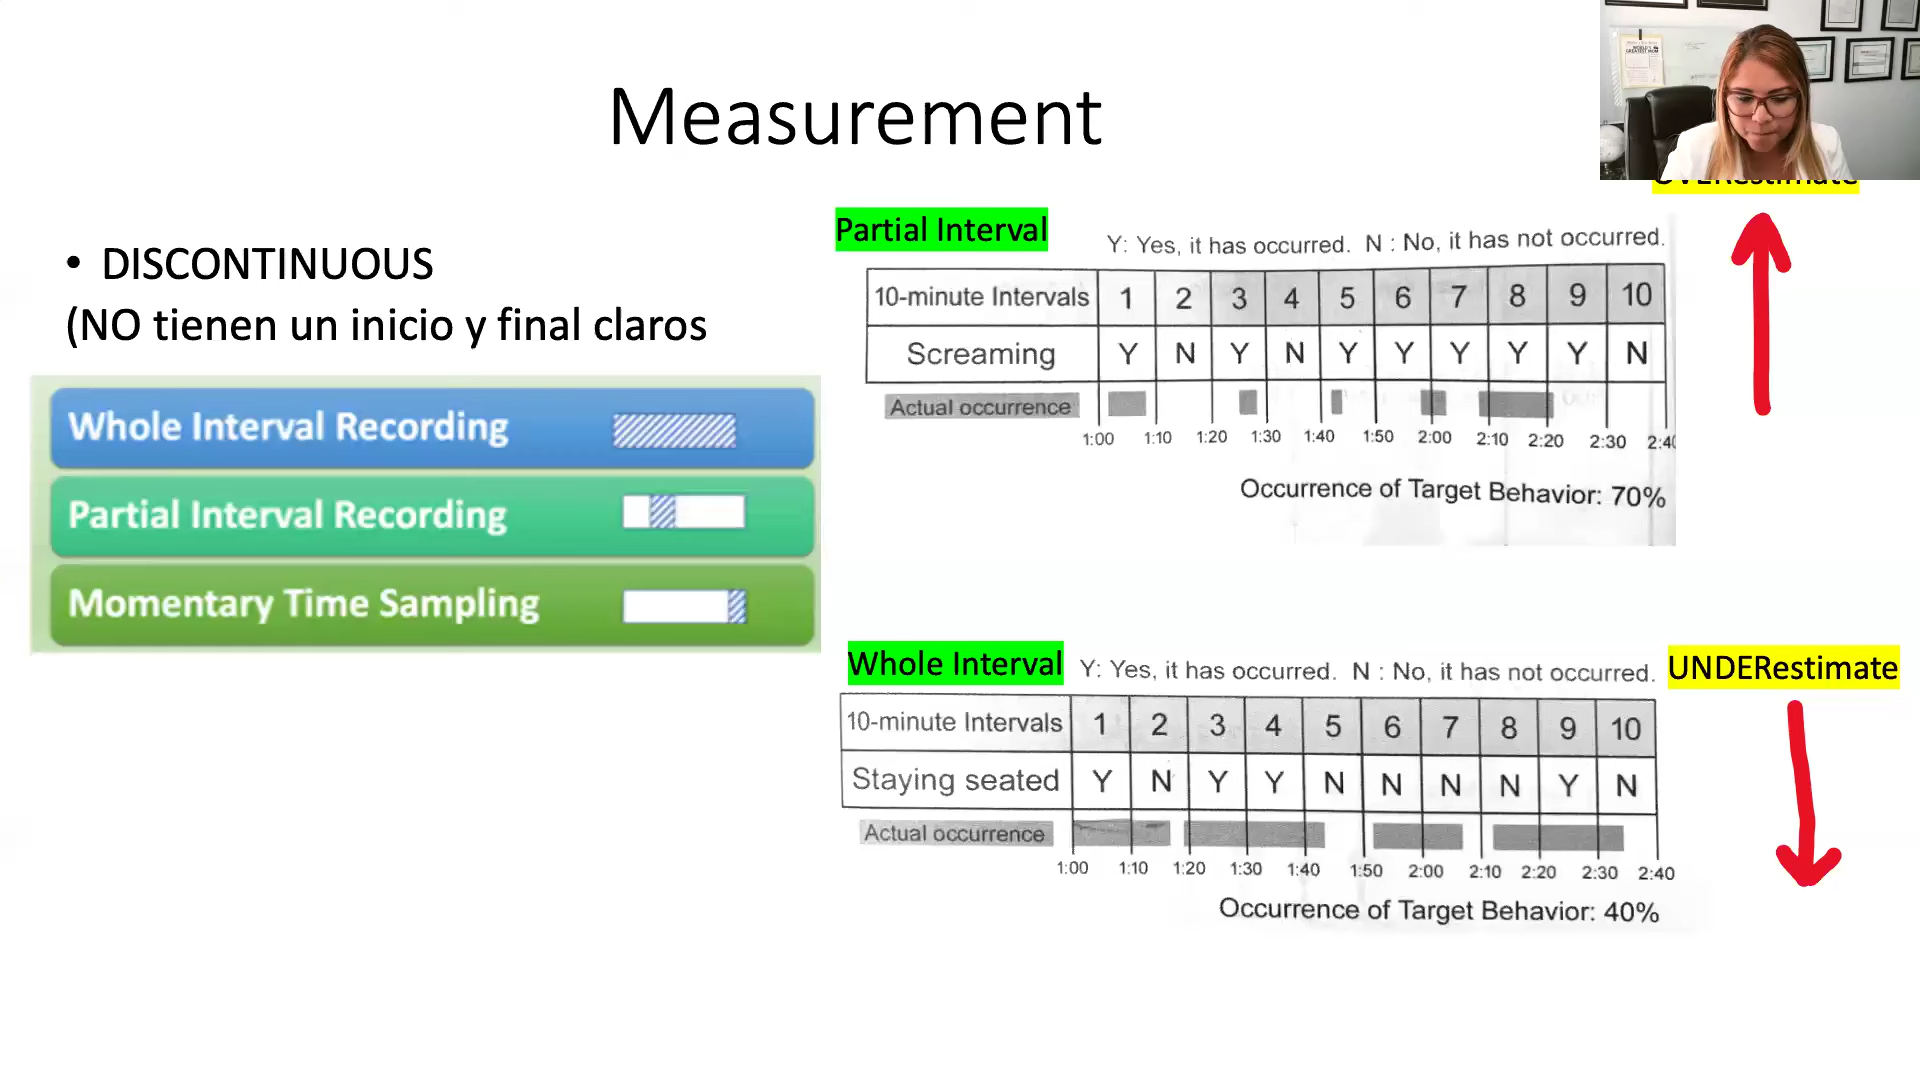 Measurement
• DISCONTINUOUS
(NO tienen un inicio y final claros
Whole Interval Recording
Partial Interval Recording
Momentary Time Sampling
OVERestimate
Partial Interval
Y: Yes, it has occurred. N : No, it has not occurred.
10-minute Intervals 1 2 3 4 5 6 7 8 9 10
Screaming Y N Y N Y Y Y Y Y N
Actual occurrence
1:00 1:10 1:20 1:30 1:40 1:50 2:00 2:10 2:20 2:30
Occurrence of Target Behavior: 70%
Whole Interval
Y: Yes, it has occurred. N : No, it has not occurred.
UNDERestimate
10-minute Intervals 1 2 3 4 5 6 7 8 9 10
Staying seated Y N Y Y N N N N Y N
Actual occurrence
1:00 1:10 1:20 1:30 1:40 1:50 2:00 2:10 2:20 2:30 2:40
Occurrence of Target Behavior: 40%